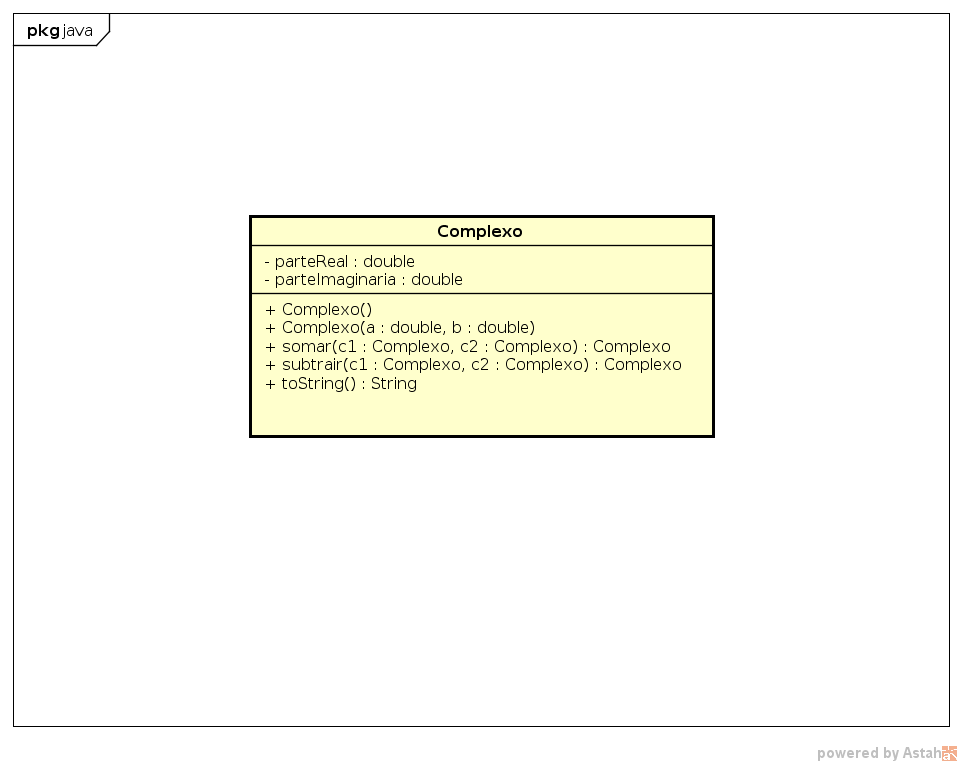 pkg java
Complexo
- parteReal : double
- parteImaginaria : double
+ Complexo()
+ Complexo(a : double, b : double)
+ somar(c1 : Complexo, c2 : Complexo) : Complexo
+ subtrair(c1 : Complexo, c2 : Complexo) : Complexo
+ toString() : String
powered by Astah